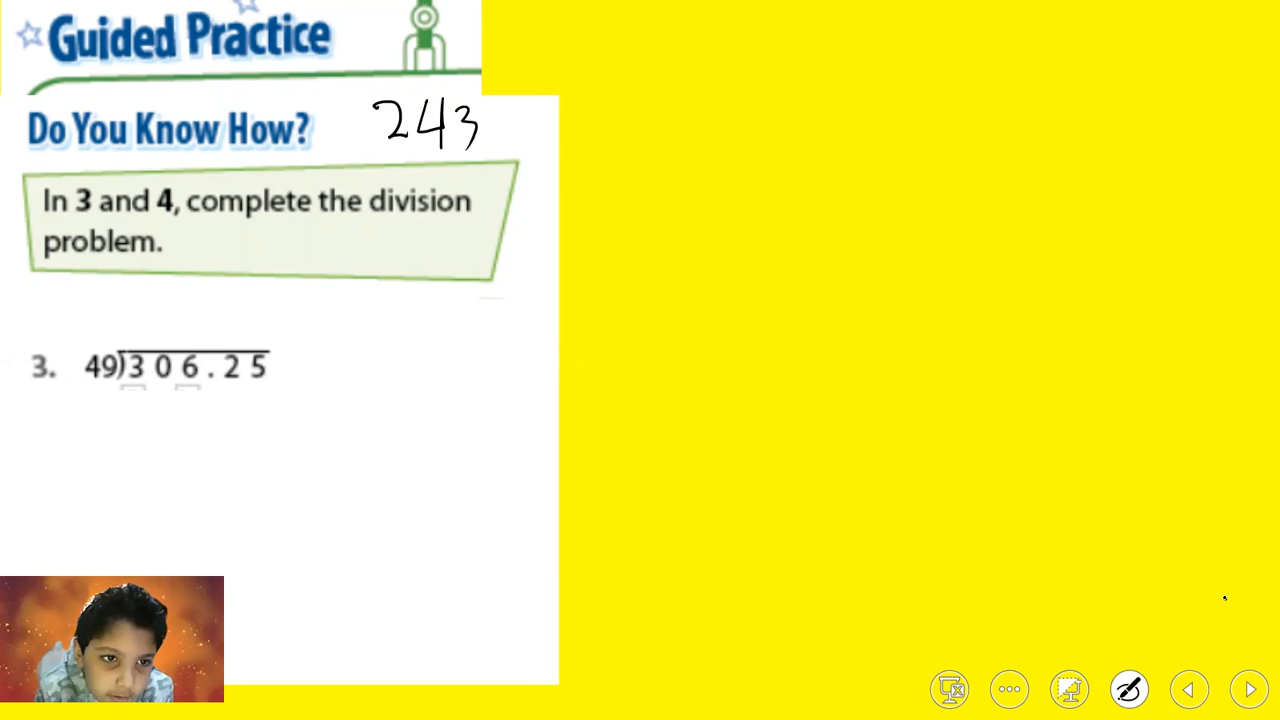 Guided Practice
Do You Know How? 243
In 3 and 4, complete the division
problem.
3. 49)306.25